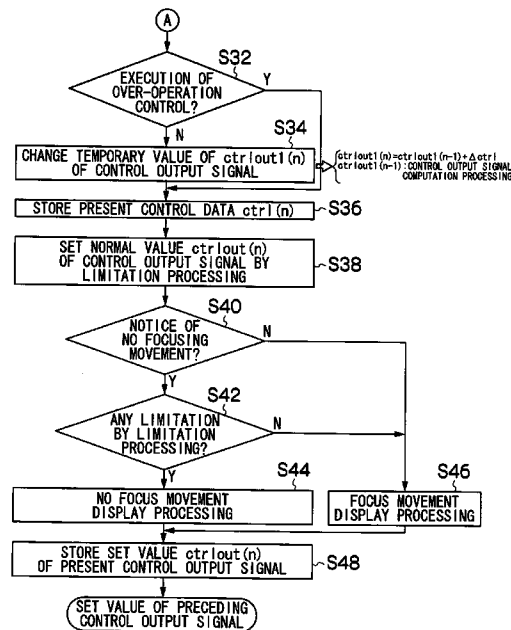 A
S32
EXECUTION OF
OVER-OPERATION
CONTROL?
Y
N
S34
CHANGE TEMPORARY VALUE OF ctrlout1(n)
OF CONTROL OUTPUT SIGNAL
ctrlout1(n)=ctrlout1(n-1)+Δctrl
ctrlout1(n-1):CONTROL OUTPUT SIGNAL
COMPUTATION PROCESSING
STORE PRESENT CONTROL DATA ctrl(n)
S36
SET NORMAL VALUE ctrlout(n)
OF CONTROL OUTPUT SIGNAL BY
LIMITATION PROCESSING
S38
S40
NOTICE OF
NO FOCUSING
MOVEMENT?
N
Y
S42
ANY LIMITATION
BY LIMITATION
PROCESSING?
N
Y
S44
NO FOCUS MOVEMENT
DISPLAY PROCESSING
S46
FOCUS MOVEMENT
DISPLAY PROCESSING
STORE SET VALUE ctrlout(n)
OF PRESENT CONTROL OUTPUT SIGNAL
S48
SET VALUE OF PRECEDING
CONTROL OUTPUT SIGNAL